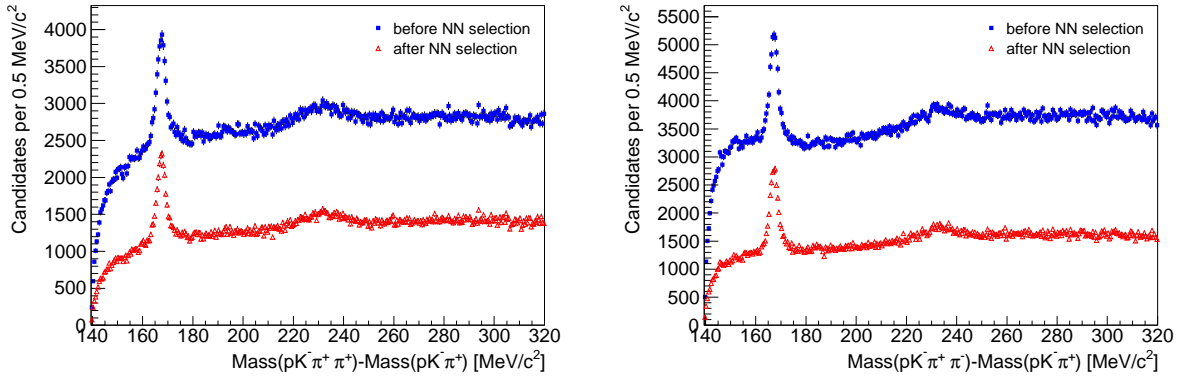 Candidates per 0.5 MeV/c²
4000
3500
3000
2500
2000
1500
1000
500
0
before NN selection
after NN selection
140 160 180 200 220 240 260 280 300 320
Mass(pK⁻π⁺ π⁺)-Mass(pK⁻π⁺) [MeV/c²]
Candidates per 0.5 MeV/c²
5500
5000
4500
4000
3500
3000
2500
2000
1500
1000
500
0
before NN selection
after NN selection
140 160 180 200 220 240 260 280 300 320
Mass(pK⁻π⁺ π⁻)-Mass(pK⁻π⁺) [MeV/c²]